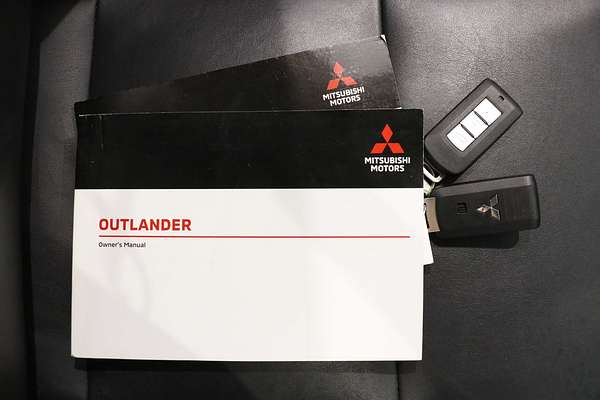 MITSUBISHI
MOTORS
MITSUBISHI
MOTORS
OUTLANDER
Owner's Manual